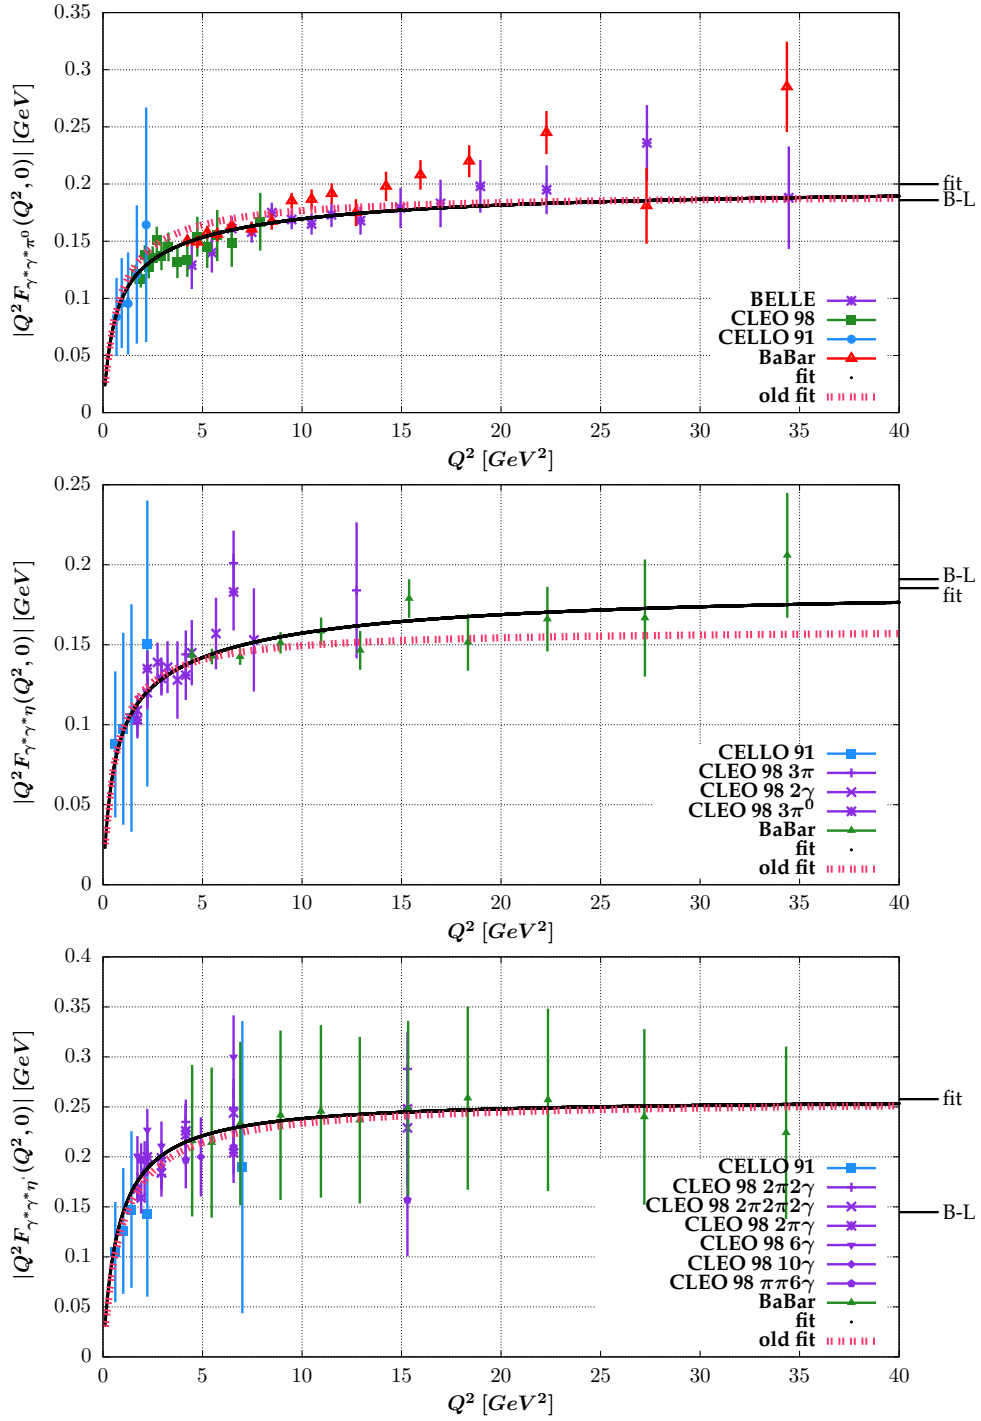 0.35
0.3
0.25
0.2
0.15
0.1
0.05
0
|Q²F_{γ*γ*π⁰}(Q²,0)| [GeV]
fit
B-L
BELLE
CLEO 98
CELLO 91
BaBar
fit
old fit
0 5 10 15 20 25 30 35 40
Q² [GeV²]
0.25
0.2
0.15
0.1
0.05
0
|Q²F_{γ*γ*η}(Q²,0)| [GeV]
B-L
fit
CELLO 91
CLEO 98 3π
CLEO 98 2γ
CLEO 98 3π⁰
BaBar
fit
old fit
0 5 10 15 20 25 30 35 40
Q² [GeV²]
0.4
0.35
0.3
0.25
0.2
0.15
0.1
0.05
0
|Q²F_{γ*γ*η‘}(Q²,0)| [GeV]
fit
B-L
CELLO 91
CLEO 98 2π2γ
CLEO 98 2π2π2γ
CLEO 98 2πγ
CLEO 98 6γ
CLEO 98 10γ
CLEO 98 ππ6γ
BaBar
fit
old fit
0 5 10 15 20 25 30 35 40
Q² [GeV²]